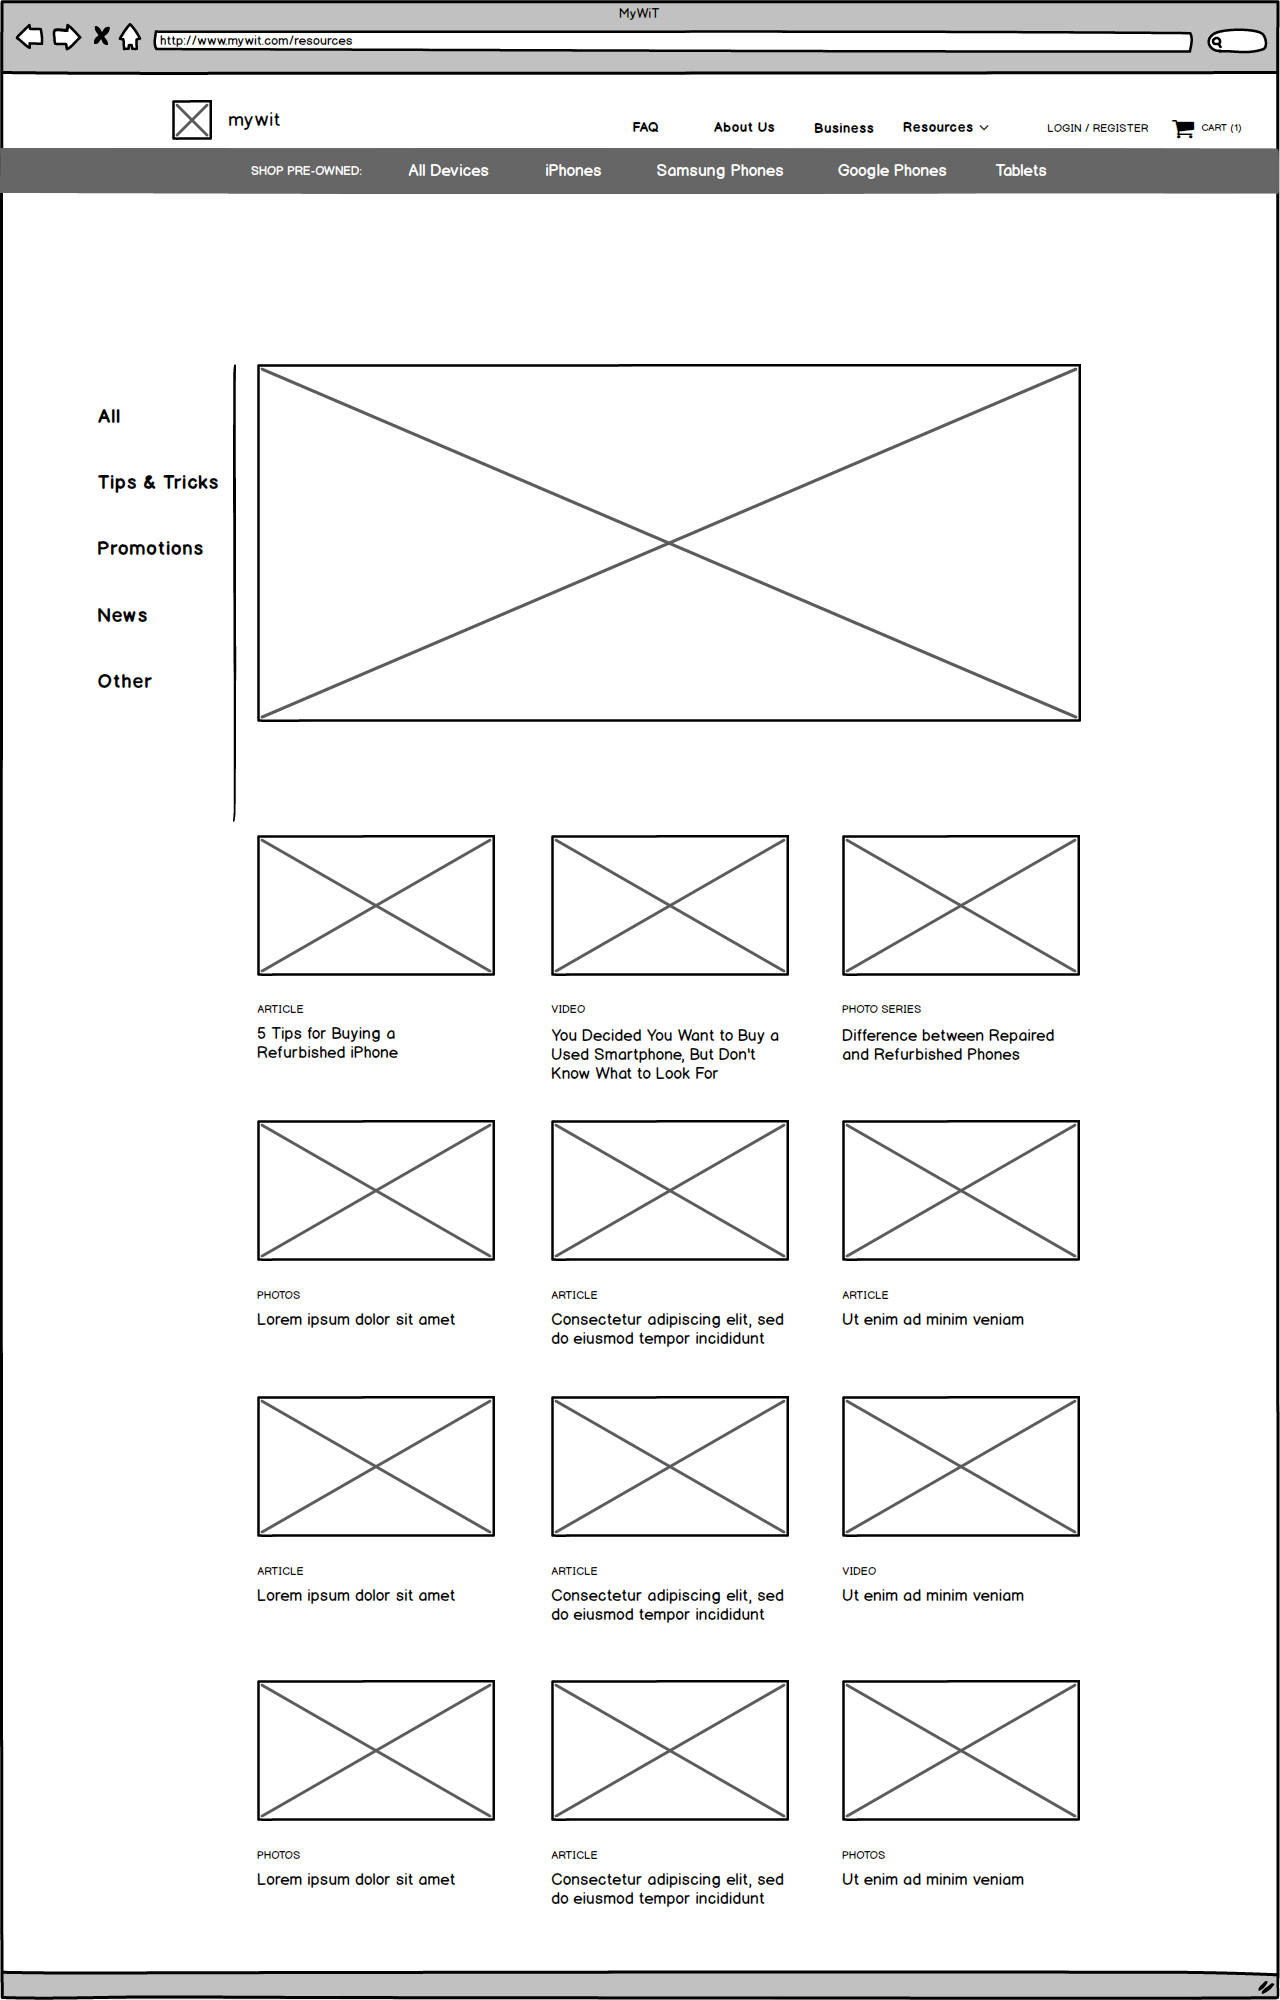 MyWiT
http://www.mywit.com/resources
mywit
FAQ
About Us
Business
Resources
LOGIN / REGISTER
CART (1)
SHOP PRE-OWNED:
All Devices
iPhones
Samsung Phones
Google Phones
Tablets
All
Tips & Tricks
Promotions
News
Other
ARTICLE
5 Tips for Buying a
Refurbished iPhone
VIDEO
You Decided You Want to Buy a
Used Smartphone, But Don't
Know What to Look For
PHOTO SERIES
Difference between Repaired
and Refurbished Phones
PHOTOS
Lorem ipsum dolor sit amet
ARTICLE
Consectetur adipiscing elit, sed
do eiusmod tempor incididunt
ARTICLE
Ut enim ad minim veniam
ARTICLE
Lorem ipsum dolor sit amet
ARTICLE
Consectetur adipiscing elit, sed
do eiusmod tempor incididunt
VIDEO
Ut enim ad minim veniam
PHOTOS
Lorem ipsum dolor sit amet
ARTICLE
Consectetur adipiscing elit, sed
do eiusmod tempor incididunt
PHOTOS
Ut enim ad minim veniam